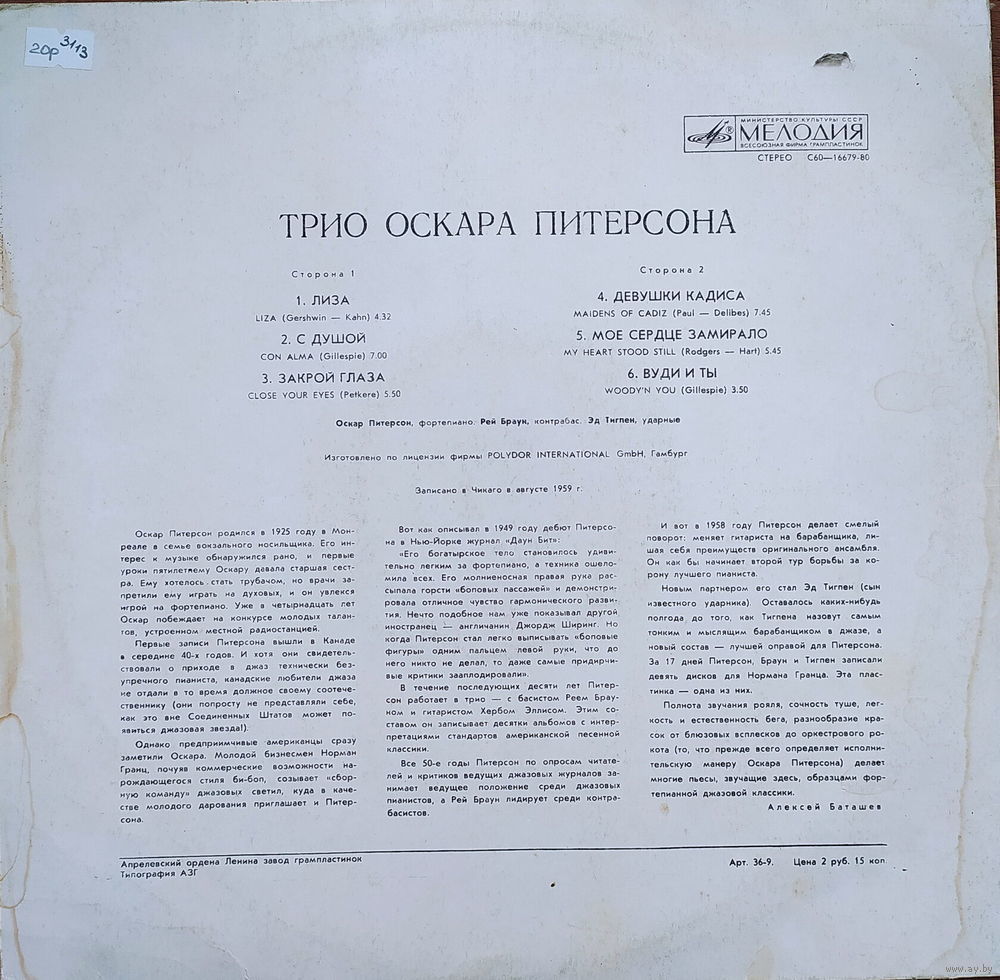 20р 3113
МИНИСТЕРСТВО КУЛЬТУРЫ СССР
МЕЛОДИЯ
ВСЕСОЮЗНАЯ ФИРМА ГРАМПЛАСТИНОК
СТЕРЕО С60—16679-80
ТРИО ОСКАРА ПИТЕРСОНА
Сторона 1
1. ЛИЗА
LIZA (Gershwin — Kahn) 4.32
2. С ДУШОЙ
CON ALMA (Gillespie) 7.00
3. ЗАКРОЙ ГЛАЗА
CLOSE YOUR EYES (Petkere) 5.50
Сторона 2
4. ДЕВУШКИ КАДИСА
MAIDENS OF CADIZ (Paul — Delibes) 7.45
5. МОЕ СЕРДЦЕ ЗАМИРАЛО
MY HEART STOOD STILL (Rodgers — Hart) 5.45
6. ВУДИ И ТЫ
WOODY'N YOU (Gillespie) 3.50
Оскар Питерсон, фортепиано. Рей Браун, контрабас. Эд Тигпен, ударные
Изготовлено по лицензии фирмы POLYDOR INTERNATIONAL GmbH, Гамбург
Записано в Чикаго в августе 1959 г.
Оскар Питерсон родился в 1925 году в Мон-
реале в семье вокзального носильщика. Его ин-
терес к музыке обнаружился рано, и первые
уроки пятилетнему Оскару давала старшая сест-
ра. Ему хотелось стать трубачом, но врачи за-
претили ему играть на духовых, и он увлекся
игрой на фортепиано. Уже в четырнадцать лет
Оскар побеждает на конкурсе молодых талан-
тов, устроенном местной радиостанцией.
Первые записи Питерсона вышли в Канаде
в середине 40-х годов. И хотя они свидетель-
ствовали о приходе в джаз технически без-
упречного пианиста, канадские любители джаза
не отдали в то время должное своему соотече-
ственнику (они попросту не представляли себе,
как это вне Соединенных Штатов может по-
явиться джазовая звезда!).
Однако предприимчивые американцы сразу
заметили Оскара. Молодой бизнесмен Норман
Гранц, почуяв коммерческие возможности на-
рождающегося стиля би-боп, созывает «сбор-
ную команду» джазовых светил, куда в каче-
стве молодого дарования приглашает и Питер-
сона.
Вот как описывал в 1949 году дебют Питерсо-
на в Нью-Йорке журнал «Даун Бит»:
«Его богатырское тело становилось удиви-
тельно легким за фортепиано, а техника ошело-
мила всех. Его молниеносная правая рука рас-
сыпала горсти «боповых пассажей» и демонстри-
ровала отличное чувство гармонического разви-
тия. Нечто подобное нам уже показывал другой
иностранец — англичанин Джордж Ширинг. Но
когда Питерсон стал легко выписывать «боповые
фигуры» одним пальцем левой руки, что до
него никто не делал, то даже самые придирчи-
вые критики зааплодировали».
В течение последующих десяти лет Питер-
сон работает в трио — с басистом Реем Брау-
ном и гитаристом Хербом Эллисом. Этим со-
ставом он записывает десятки альбомов с интер-
претациями стандартов американской песенной
классики.
Все 50-е годы Питерсон по опросам читате-
лей и критиков ведущих джазовых журналов за-
нимает ведущее положение среди джазовых
пианистов, а Рей Браун лидирует среди контра-
басистов.
И вот в 1958 году Питерсон делает смелый
поворот: меняет гитариста на барабанщика, ли-
шая себя преимуществ оригинального ансамбля.
Он как бы начинает второй тур борьбы за ко-
рону лучшего пианиста.
Новым партнером его стал Эд Тигпен (сын
известного ударника). Оставалось каких-нибудь
полгода до того, как Тигпена назовут самым
тонким и мыслящим барабанщиком в джазе, а
новый состав — лучшей оправой для Питерсона.
За 17 дней Питерсон, Браун и Тигпен записали
девять дисков для Нормана Гранца. Эта плас-
тинка — одна из них.
Полнота звучания рояля, сочность туше, лег-
кость и естественность бега, разнообразие кра-
сок от блюзовых всплесков до оркестрового ро-
кота (то, что прежде всего определяет исполни-
тельскую манеру Оскара Питерсона) делает
многие пьесы, звучащие здесь, образцами фор-
тепианной джазовой классики.
Алексей Баташев
Апрелевский ордена Ленина завод грампластинок
Типография АЗГ
Арт. 36-9. Цена 2 руб. 15 коп
www.ay.by